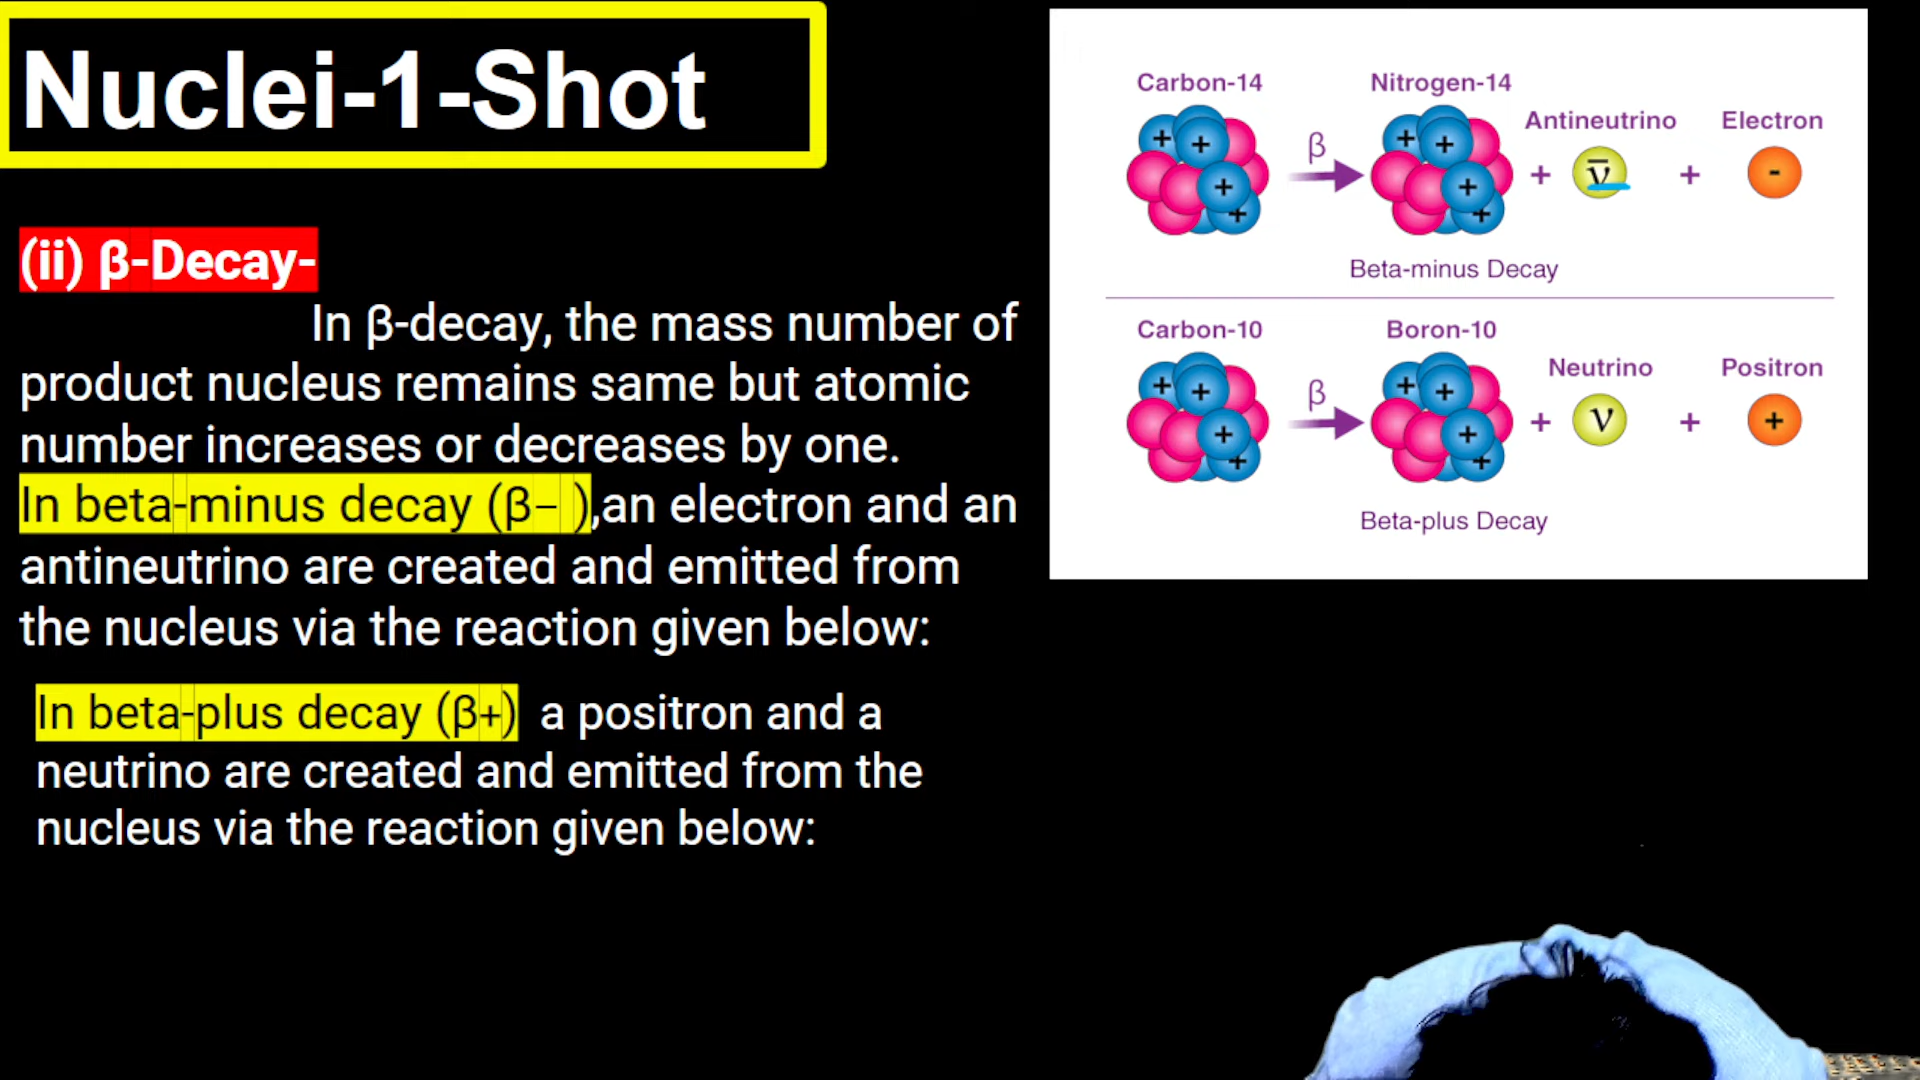 Nuclei-1-Shot
(ii) β-Decay-
In β-decay, the mass number of
product nucleus remains same but atomic
number increases or decreases by one.
In beta-minus decay (β− ),an electron and an
antineutrino are created and emitted from
the nucleus via the reaction given below:
In beta-plus decay (β+) a positron and a
neutrino are created and emitted from the
nucleus via the reaction given below:
Carbon-14 Nitrogen-14
Antineutrino Electron
+ + + + β + + + + + ν̄ + -
Beta-minus Decay
Carbon-10 Boron-10
Neutrino Positron
+ + + + β + + + + + ν + +
Beta-plus Decay